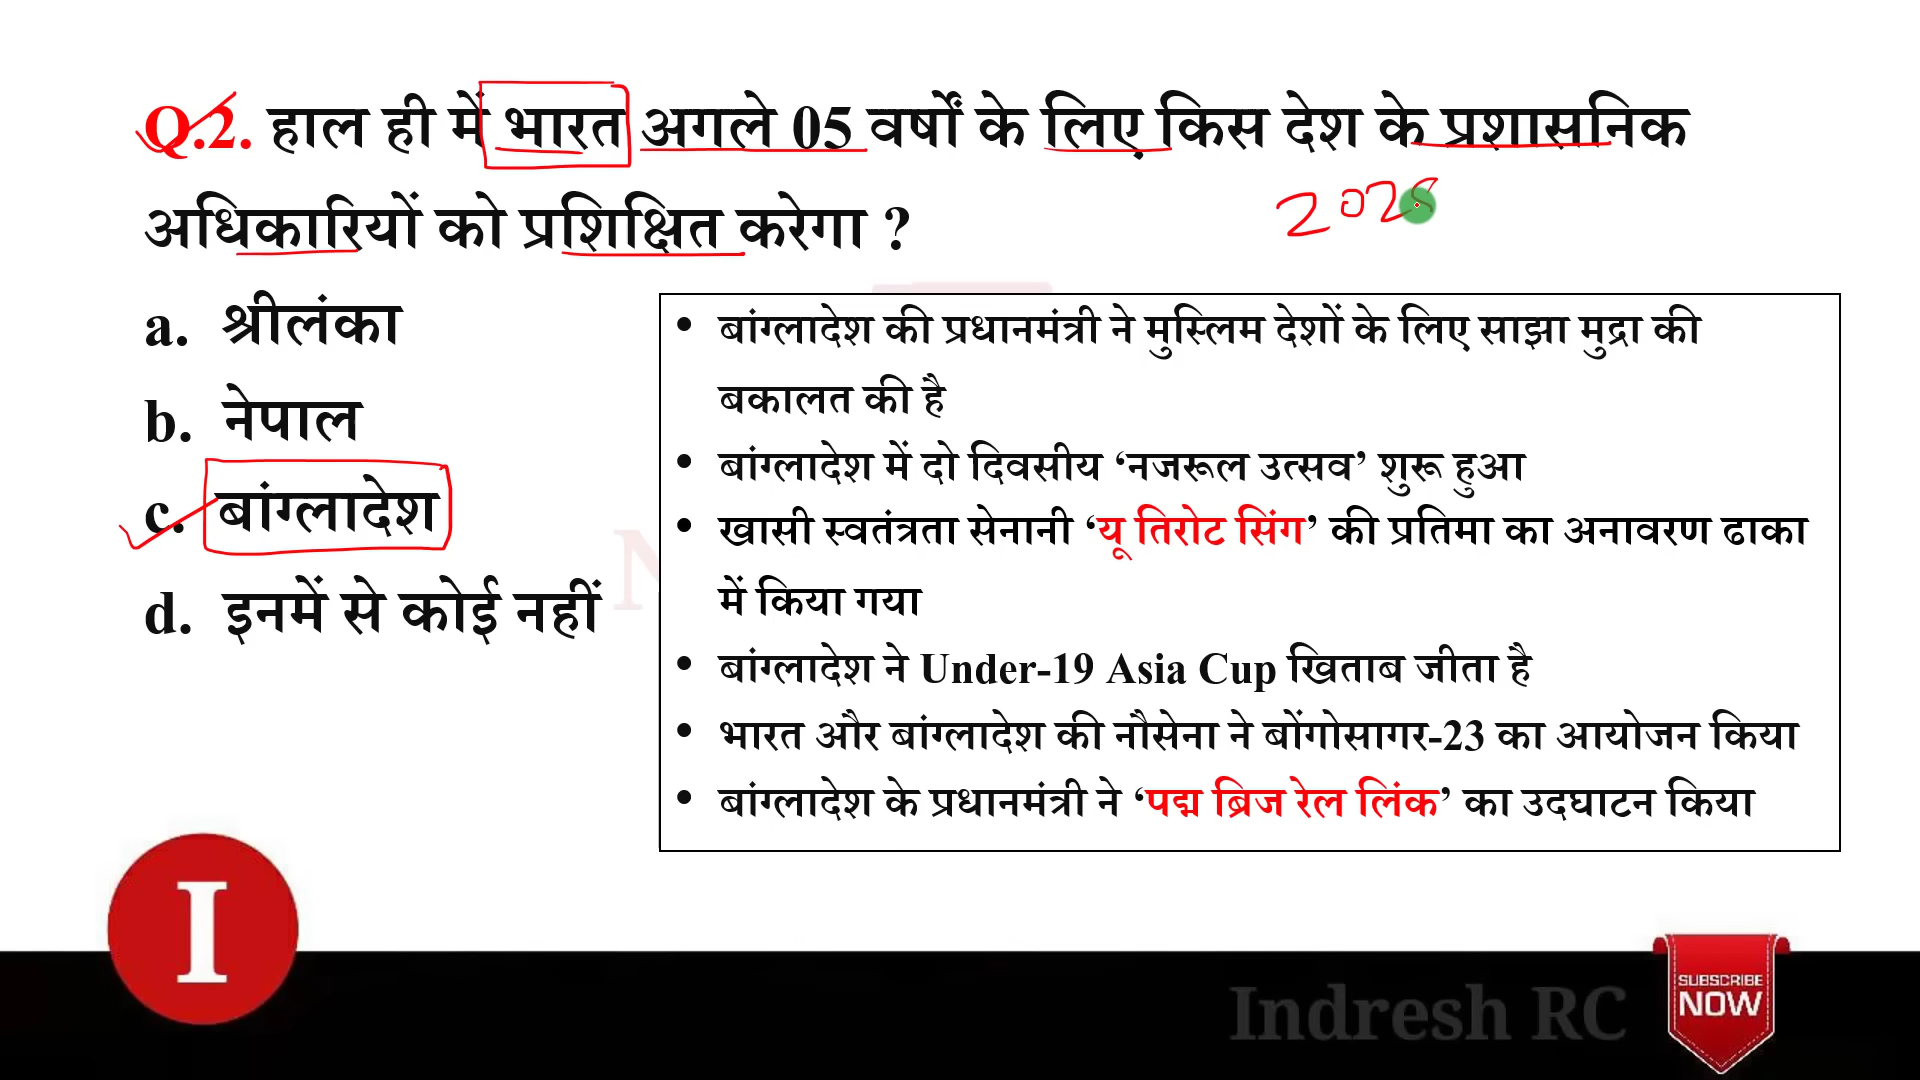 Q.2. हाल ही में भारत अगले 05 वर्षों के लिए किस देश के प्रशासनिक
अधिकारियों को प्रशिक्षित करेगा ?
a. श्रीलंका
b. नेपाल
c. बांग्लादेश
d. इनमें से कोई नहीं
• बांग्लादेश की प्रधानमंत्री ने मुस्लिम देशों के लिए साझा मुद्रा की
बकालत की है
• बांग्लादेश में दो दिवसीय ‘नजरूल उत्सव’ शुरू हुआ
• खासी स्वतंत्रता सेनानी ‘यू तिरोट सिंग’ की प्रतिमा का अनावरण ढाका
में किया गया
• बांग्लादेश ने Under-19 Asia Cup खिताब जीता है
• भारत और बांग्लादेश की नौसेना ने बोंगोसागर-23 का आयोजन किया
• बांग्लादेश के प्रधानमंत्री ने ‘पद्म ब्रिज रेल लिंक’ का उदघाटन किया
I
Indresh RC
SUBSCRIBE
NOW